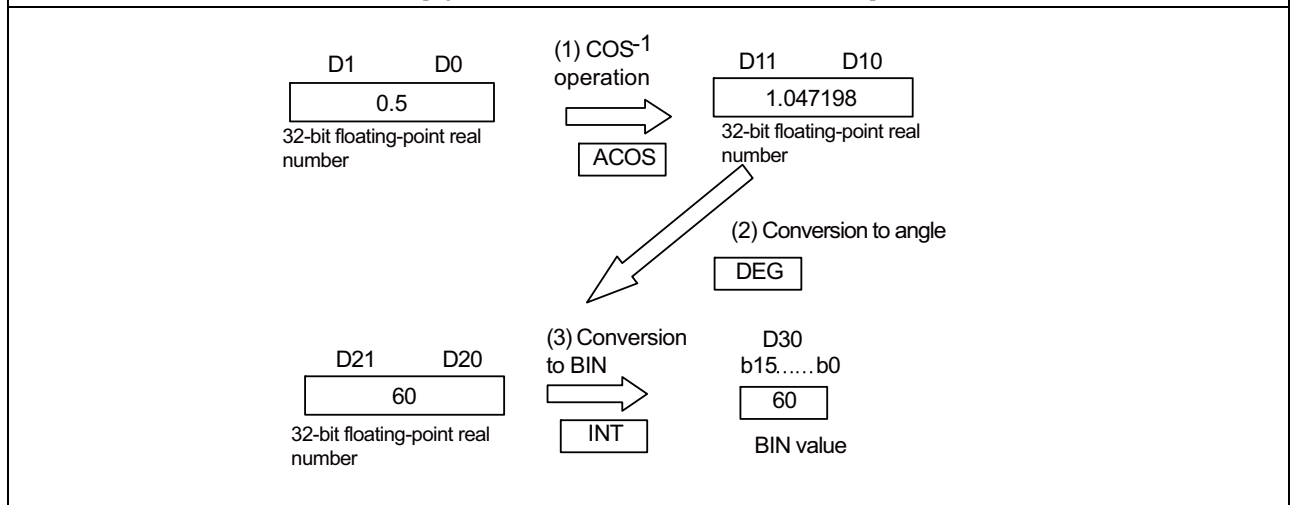 D1 D0
0.5
32-bit floating-point real
number
(1) COS-1
operation
ACOS
D11 D10
1.047198
32-bit floating-point real
number
(2) Conversion to angle
DEG
D21 D20
60
32-bit floating-point real
number
(3) Conversion
to BIN
INT
D30
b15......b0
60
BIN value